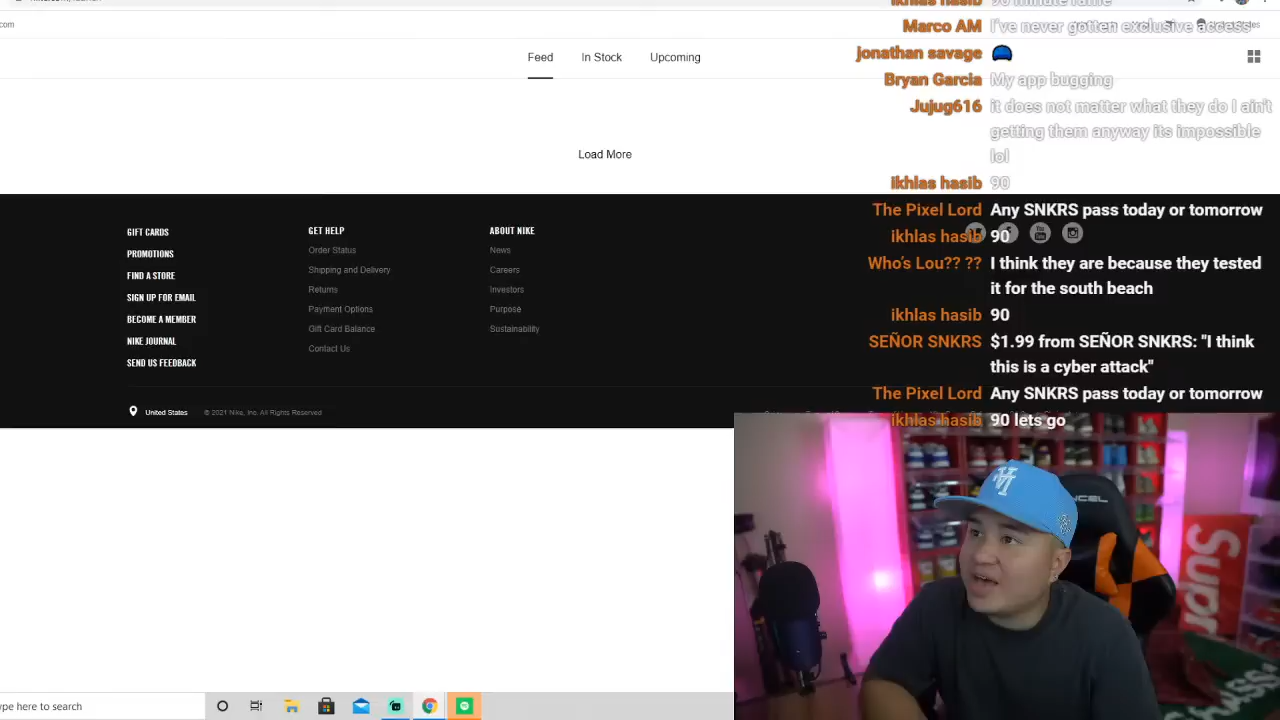 com
Feed
In Stock
Upcoming
Load More
GIFT CARDS
PROMOTIONS
FIND A STORE
SIGN UP FOR EMAIL
BECOME A MEMBER
NIKE JOURNAL
SEND US FEEDBACK
GET HELP
Order Status
Shipping and Delivery
Returns
Payment Options
Gift Card Balance
Contact Us
ABOUT NIKE
News
Careers
Investors
Purpose
Sustainability
United States
© 2021 Nike, Inc. All Rights Reserved
ikhlas hasib
Marco AM I've never gotten exclusive access
jonathan savage
Bryan Garcia My app bugging
Jujug616 it does not matter what they do I ain't
getting them anyway its impossible
lol
ikhlas hasib 90
The Pixel Lord Any SNKRS pass today or tomorrow
ikhlas hasib 90
You Tube
Who's Lou?? ?? I think they are because they tested
it for the south beach
ikhlas hasib 90
SEÑOR SNKRS $1.99 from SEÑOR SNKRS: "I think
this is a cyber attack"
The Pixel Lord Any SNKRS pass today or tomorrow
ikhlas hasib 90 lets go
Supr
ype here to search